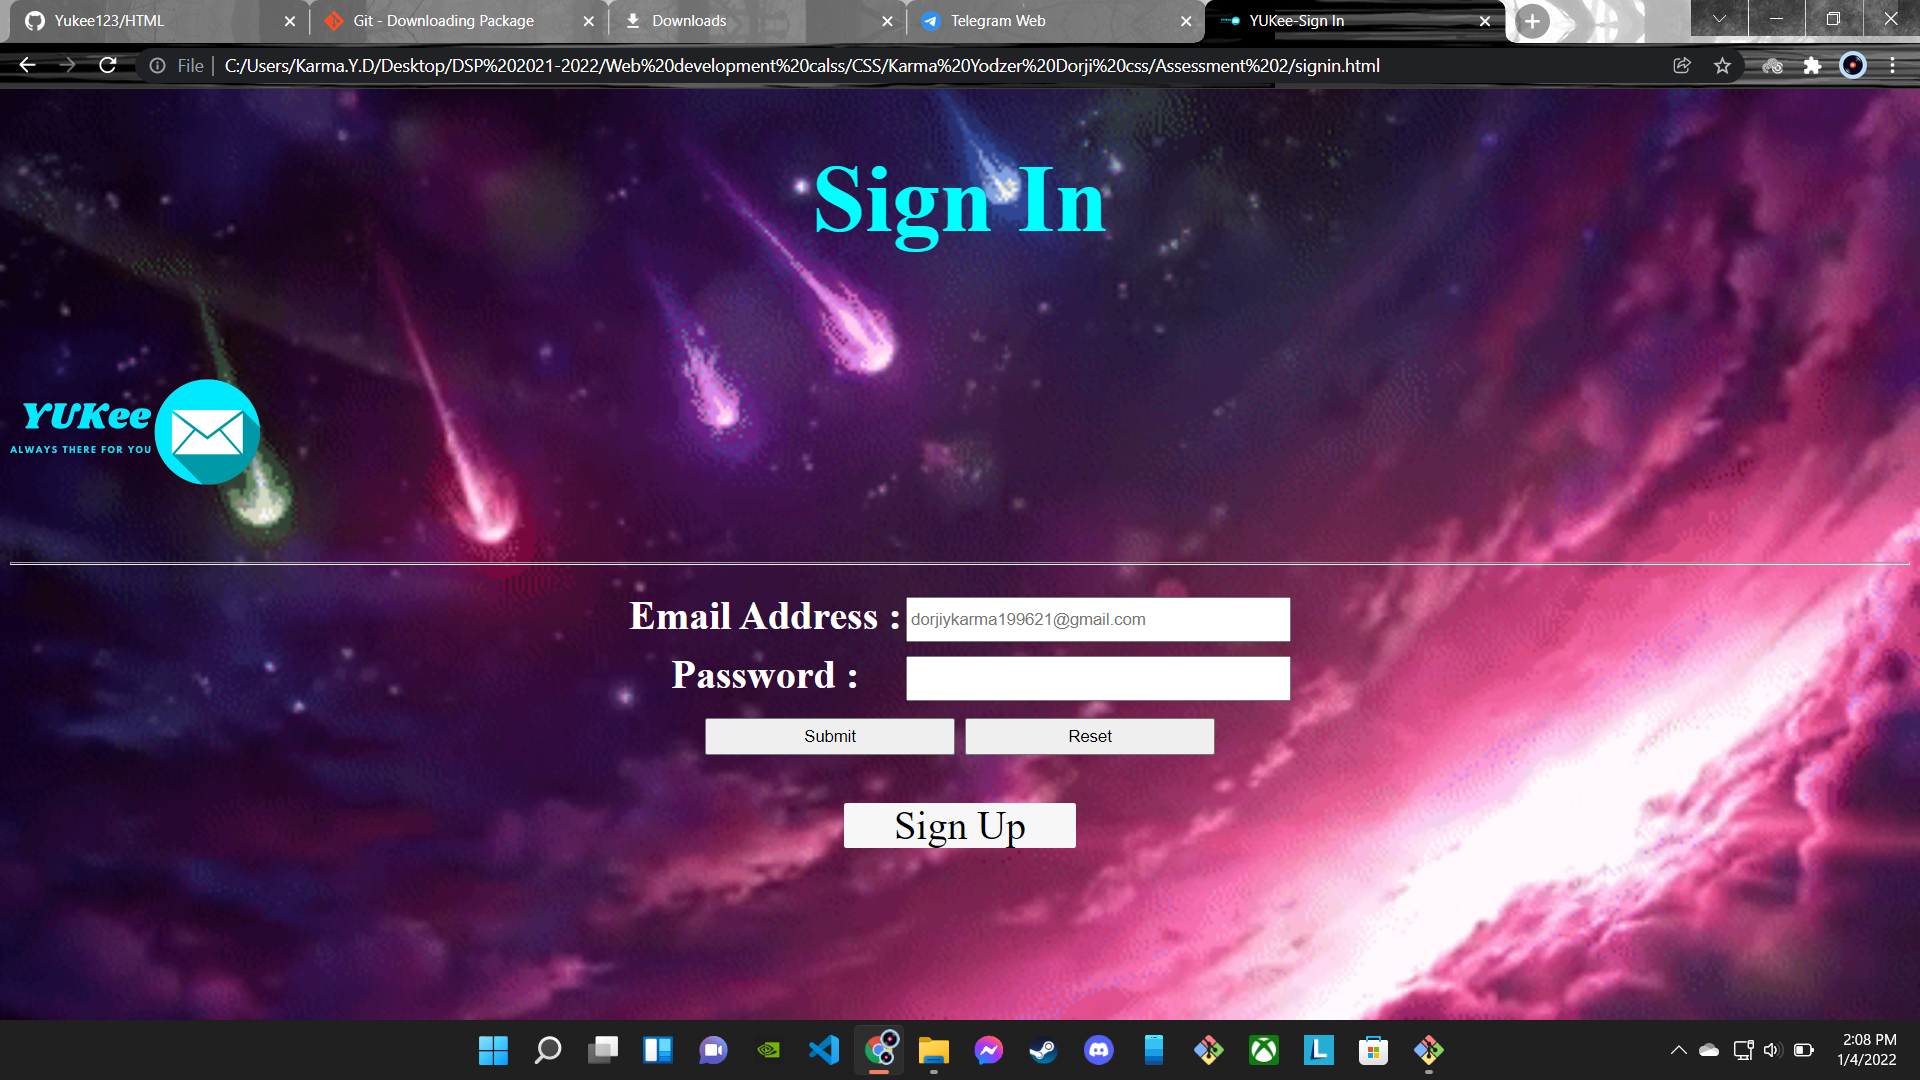 Yukee123/HTML
Git - Downloading Package
Downloads
Telegram Web
YUKee-Sign In
File
C:/Users/Karma.Y.D/Desktop/DSP%202021-2022/Web%20development%20calss/CSS/Karma%20Yodzer%20Dorji%20css/Assessment%202/signin.html
Sign In
YUKee
ALWAYS THERE FOR YOU
Email Address :
dorjiykarma199621@gmail.com
Password :
Submit
Reset
Sign Up
2:08 PM
1/4/2022